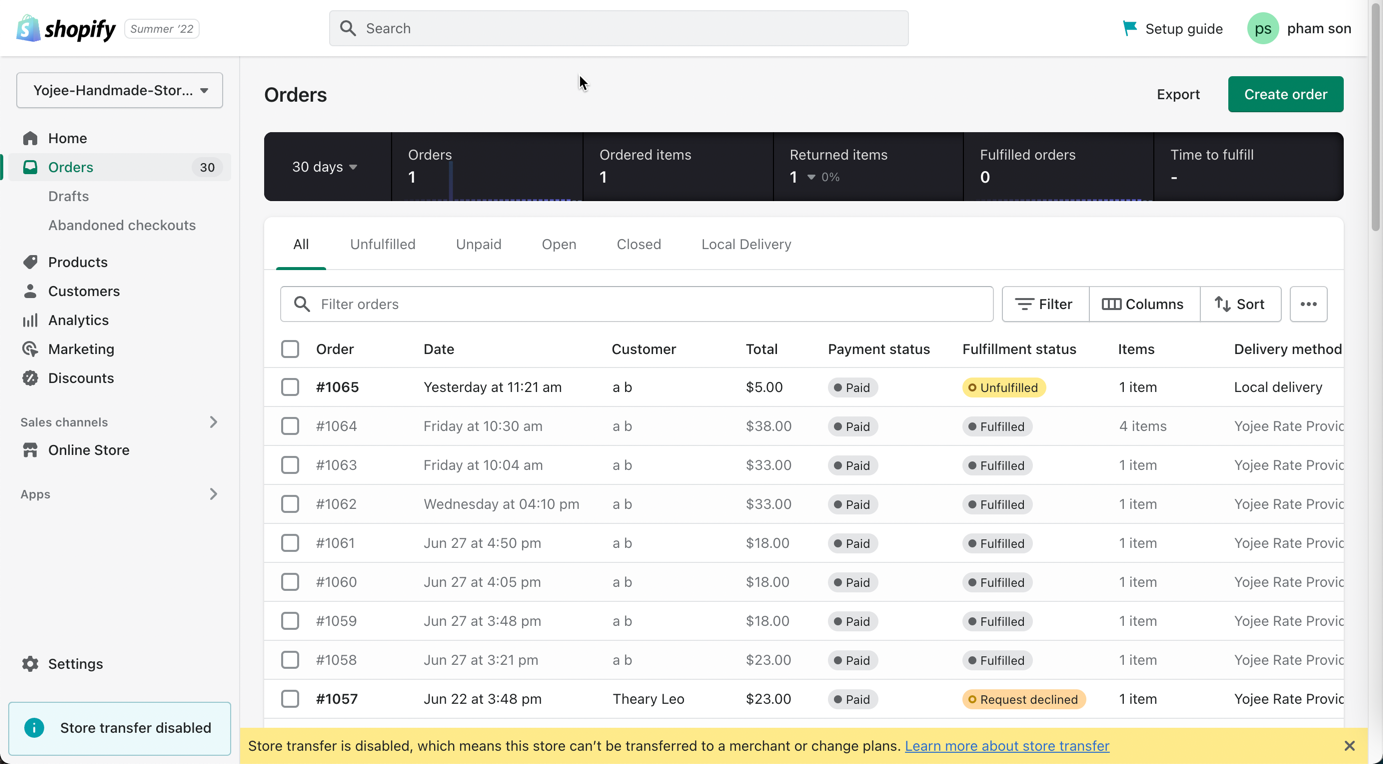 shopify Summer '22
Search
Setup guide
ps pham son
Yojee-Handmade-Stor...
Home
Orders 30
Drafts
Abandoned checkouts
Products
Customers
Analytics
Marketing
Discounts
Sales channels
Online Store
Apps
Settings
Store transfer disabled
Orders
Export Create order
30 days
Orders
1
Ordered items
1
Returned items
1 0%
Fulfilled orders
0
Time to fulfill
-
All Unfulfilled Unpaid Open Closed Local Delivery
Filter orders Filter Columns Sort
Order Date Customer Total Payment status Fulfillment status Items Delivery method
#1065 Yesterday at 11:21 am a b $5.00 Paid Unfulfilled 1 item Local delivery
#1064 Friday at 10:30 am a b $38.00 Paid Fulfilled 4 items Yojee Rate Provic
#1063 Friday at 10:04 am a b $33.00 Paid Fulfilled 1 item Yojee Rate Provic
#1062 Wednesday at 04:10 pm a b $33.00 Paid Fulfilled 1 item Yojee Rate Provic
#1061 Jun 27 at 4:50 pm a b $18.00 Paid Fulfilled 1 item Yojee Rate Provic
#1060 Jun 27 at 4:05 pm a b $18.00 Paid Fulfilled 1 item Yojee Rate Provic
#1059 Jun 27 at 3:48 pm a b $18.00 Paid Fulfilled 1 item Yojee Rate Provic
#1058 Jun 27 at 3:21 pm a b $23.00 Paid Fulfilled 1 item Yojee Rate Provic
#1057 Jun 22 at 3:48 pm Theary Leo $23.00 Paid Request declined 1 item Yojee Rate Provic
Store transfer is disabled, which means this store can't be transferred to a merchant or change plans. Learn more about store transfer